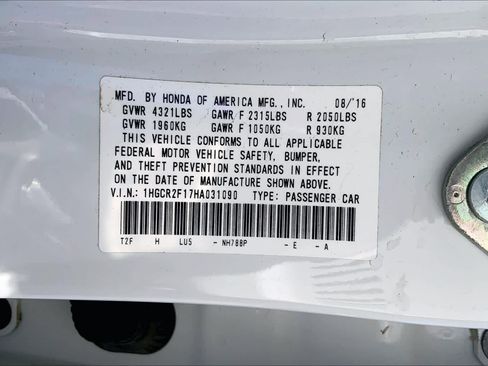 MFD. BY HONDA OF AMERICA MFG., INC. 08/'16
GVWR 4321LBS GAWR F 2315LBS R 2050LBS
GVWR 1960KG GAWR F 1050KG R 930KG
THIS VEHICLE CONFORMS TO ALL APPLICABLE
FEDERAL MOTOR VEHICLE SAFETY, BUMPER,
AND THEFT PREVENTION STANDARDS IN EFFECT
ON THE DATE OF MANUFACTURE SHOWN ABOVE.
V.I.N.: 1HGCR2F17HA031090 TYPE: PASSENGER CAR
T2F H LU5 - NH788P - E - A